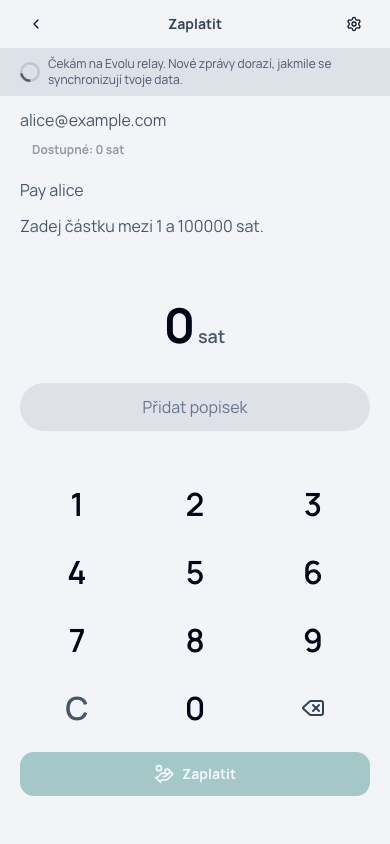 Zaplatit
Čekám na Evolu relay. Nové zprávy dorazí, jakmile se
synchronizují tvoje data.
alice@example.com
Dostupné: 0 sat
Pay alice
Zadej částku mezi 1 a 100000 sat.
0 sat
Přidat popisek
1 2 3
4 5 6
7 8 9
C 0
Zaplatit